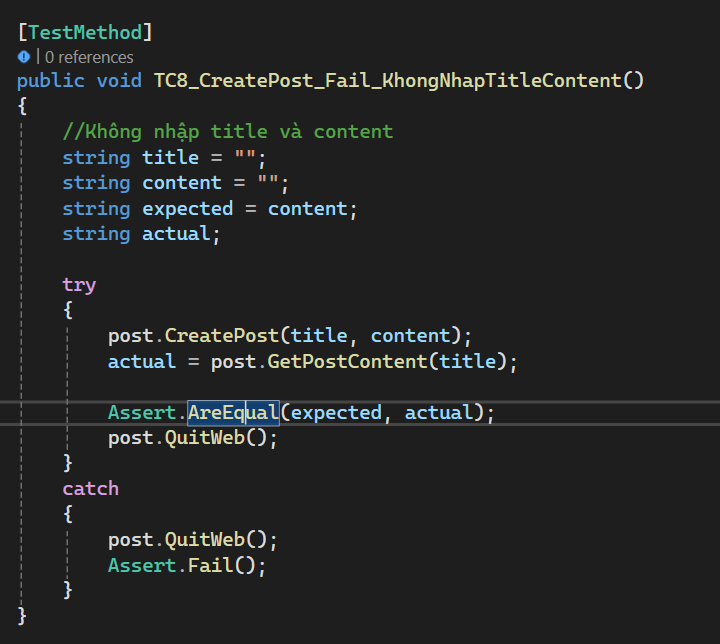 [TestMethod]
| 0 references
public void TC8_CreatePost_Fail_KhongNhapTitleContent()
{
//Không nhập title và content
string title = "";
string content = "";
string expected = content;
string actual;
try
{
post.CreatePost(title, content);
actual = post.GetPostContent(title);
Assert.AreEqual(expected, actual);
post.QuitWeb();
}
catch
{
post.QuitWeb();
Assert.Fail();
}
}